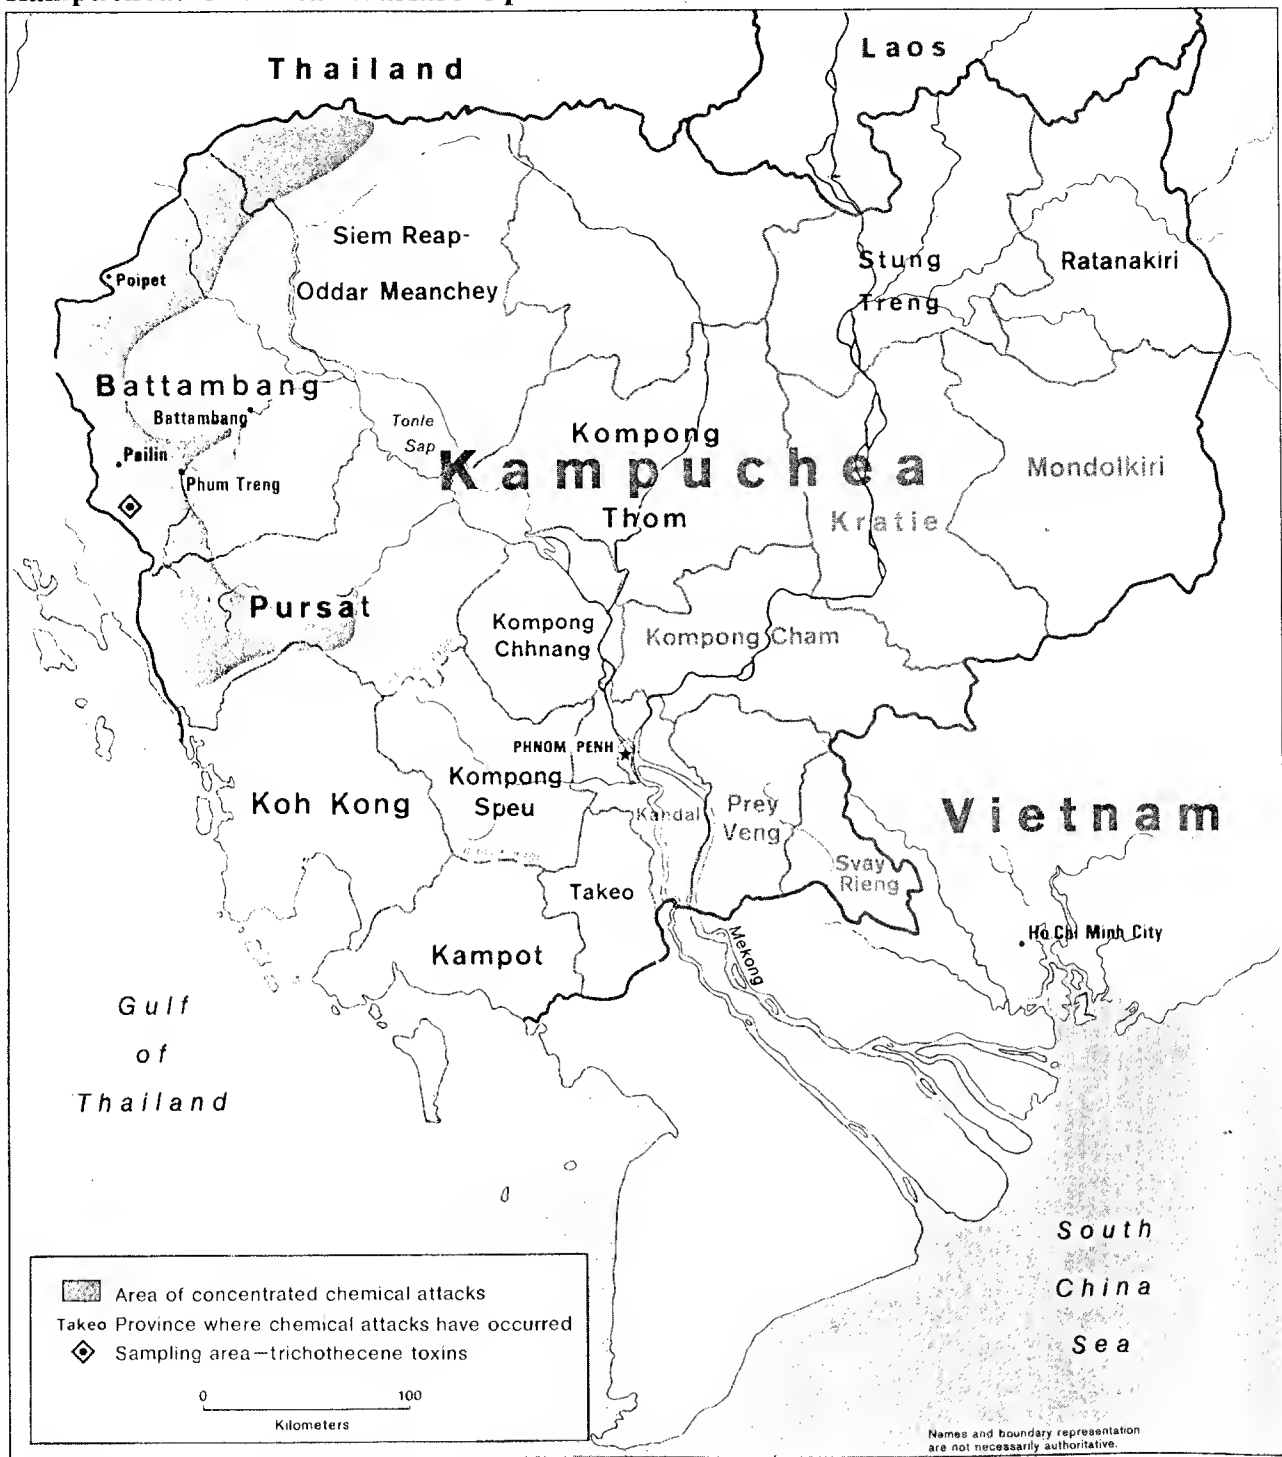 Thailand
Laos
Siem Reap-
Oddar Meanchey
Stung
Treng
Ratanakiri
Poipet
Battambang
Battambang
Tonle
Sap
Kompong
Thom
Kampuchea
Mondolkiri
Kratie
Pailin
Phum Treng
Pursat
Kompong
Chhnang
Kompong Cham
PHNOM PENH
Kompong
Speu
Koh Kong
Kandal
Prey
Veng
Vietnam
Svay
Rieng
Takeo
Kampot
Mekong
Ho Chi Minh City
Gulf
of
Thailand
South
China
Sea
Area of concentrated chemical attacks
Takeo Province where chemical attacks have occurred
Sampling area—trichothecene toxins
0 100
Kilometers
Names and boundary representation
are not necessarily authoritative.